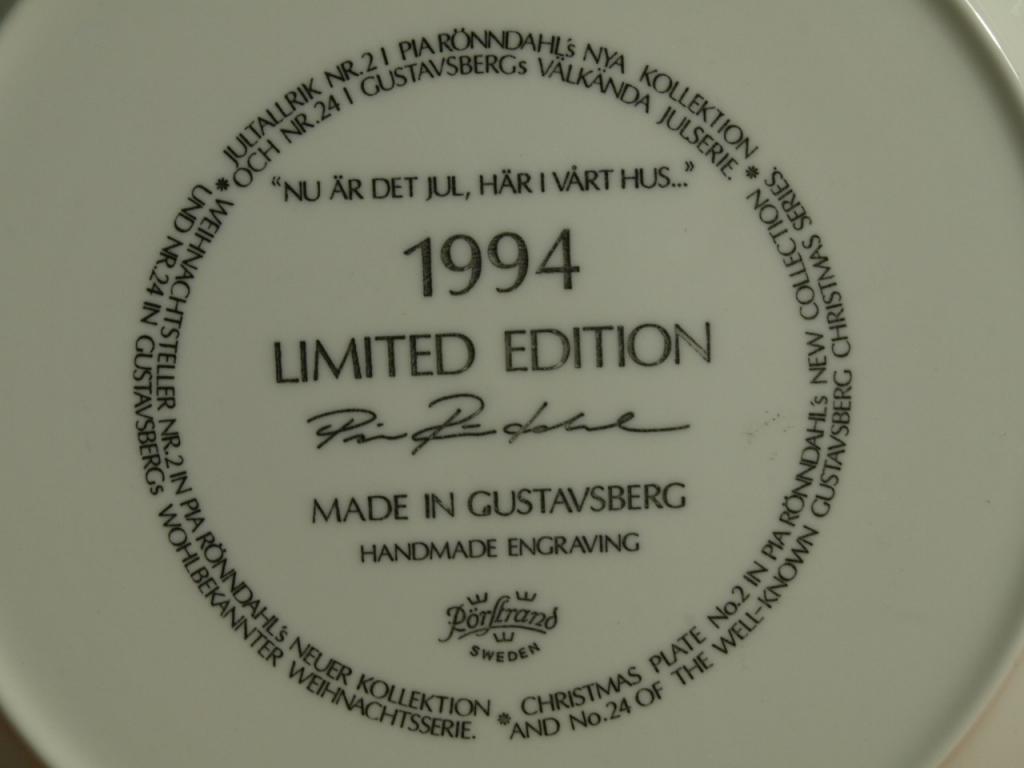 JULTALLRIK NR.2 I PIA RÖNNDAHL's NYA KOLLEKTION
OCH NR.24 I GUSTAVSBERGs VÄLKÄNDA JULSERIE.
*
CHRISTMAS PLATE No.2 IN PIA RÖNNDAHL's NEW COLLECTION
AND No.24 OF THE WELL-KNOWN GUSTAVSBERG CHRISTMAS SERIES.
*
WEIHNACHTSTELLER NR.2 IN PIA RÖNNDAHL's NEUER KOLLEKTION
UND NR.24 IN GUSTAVSBERGs WOHLBEKANNTER WEIHNACHTSSERIE.
*
“NU ÄR DET JUL, HÄR I VÅRT HUS...”
1994
LIMITED EDITION
Pia Rönndahl
MADE IN GUSTAVSBERG
HANDMADE ENGRAVING
Rörstrand
SWEDEN